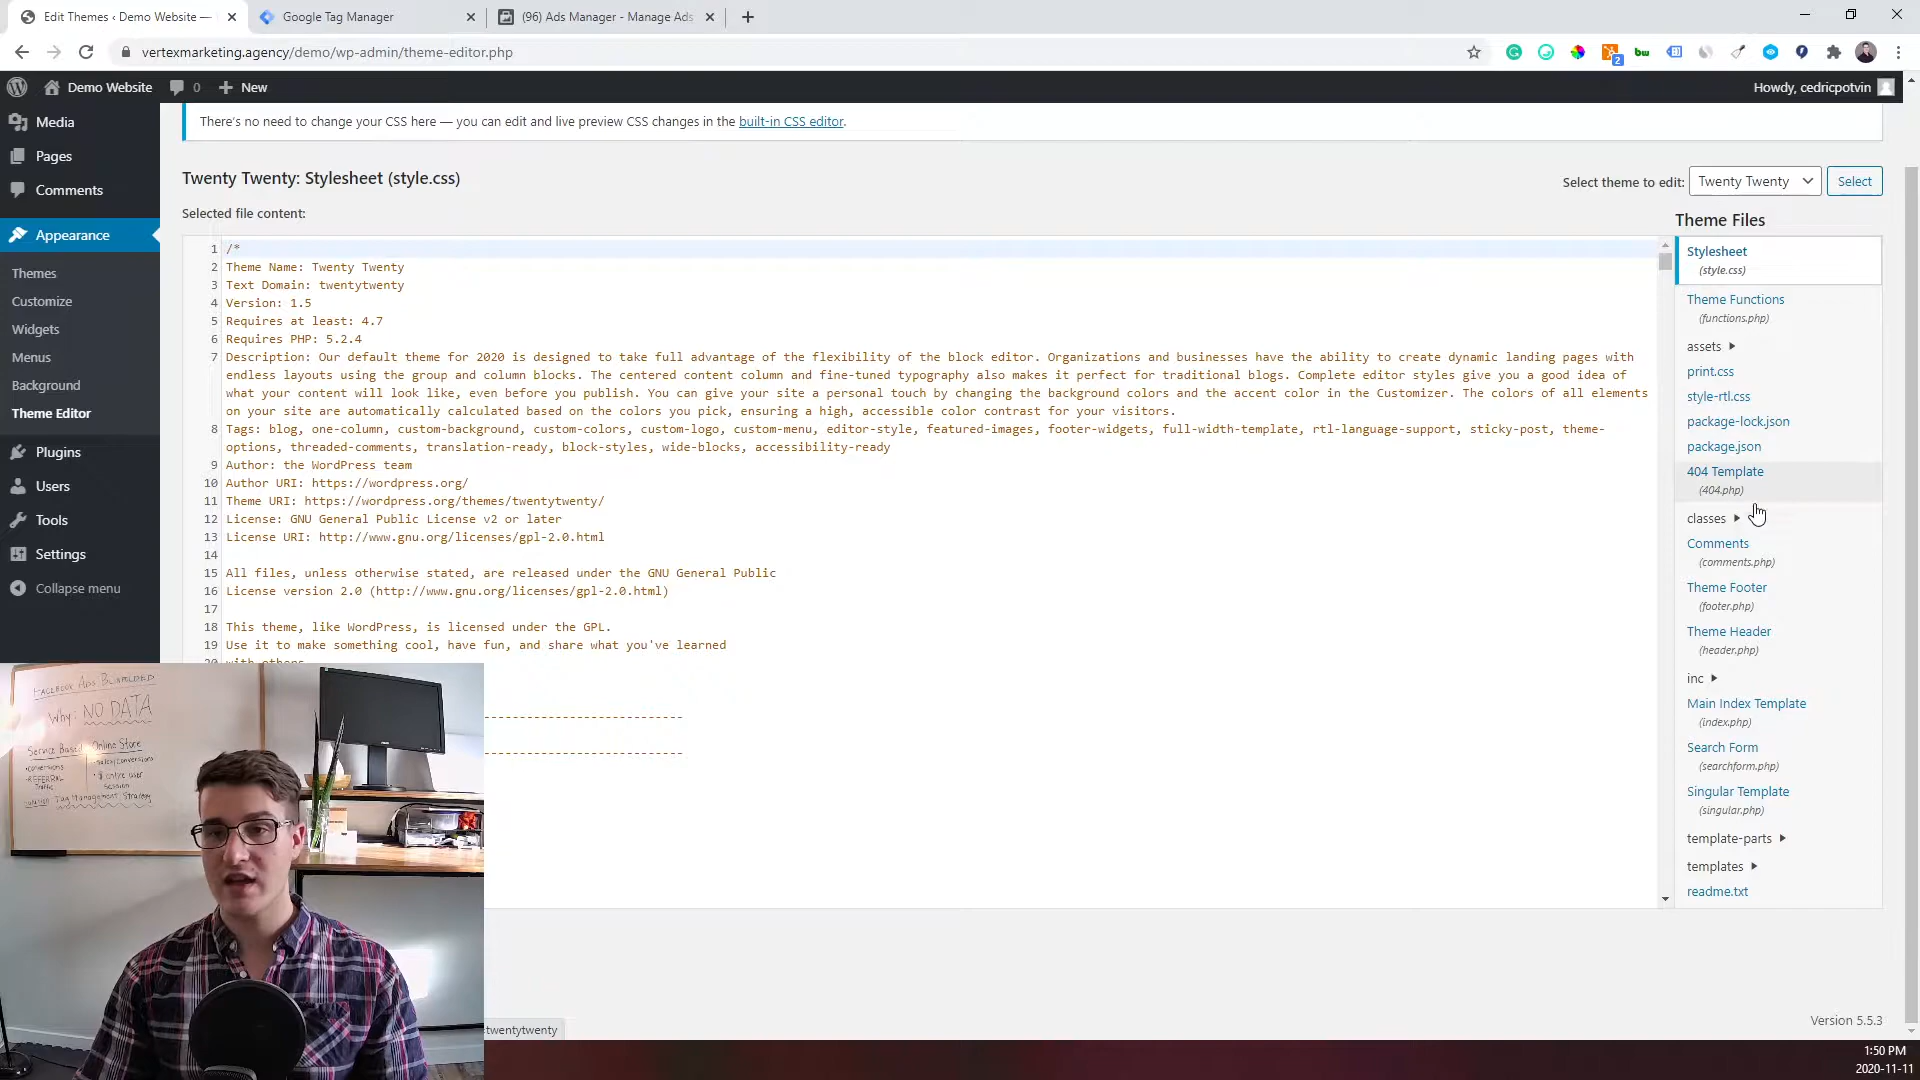 Edit Themes ‹ Demo Website —
Google Tag Manager
(96) Ads Manager - Manage Ads
vertexmarketing.agency/demo/wp-admin/theme-editor.php
2
Demo Website
0
New
Howdy, cedricpotvin
Media
Pages
Comments
Appearance
Themes
Customize
Widgets
Menus
Background
Theme Editor
Plugins
Users
Tools
Settings
Collapse menu
There's no need to change your CSS here — you can edit and live preview CSS changes in the built-in CSS editor.
Twenty Twenty: Stylesheet (style.css)
Select theme to edit: Twenty Twenty Select
Selected file content:
1 /*
2 Theme Name: Twenty Twenty
3 Text Domain: twentytwenty
4 Version: 1.5
5 Requires at least: 4.7
6 Requires PHP: 5.2.4
7 Description: Our default theme for 2020 is designed to take full advantage of the flexibility of the block editor. Organizations and businesses have the ability to create dynamic landing pages with
endless layouts using the group and column blocks. The centered content column and fine-tuned typography also makes it perfect for traditional blogs. Complete editor styles give you a good idea of
what your content will look like, even before you publish. You can give your site a personal touch by changing the background colors and the accent color in the Customizer. The colors of all elements
on your site are automatically calculated based on the colors you pick, ensuring a high, accessible color contrast for your visitors.
8 Tags: blog, one-column, custom-background, custom-colors, custom-logo, custom-menu, editor-style, featured-images, footer-widgets, full-width-template, rtl-language-support, sticky-post, theme-
options, threaded-comments, translation-ready, block-styles, wide-blocks, accessibility-ready
9 Author: the WordPress team
10 Author URI: https://wordpress.org/
11 Theme URI: https://wordpress.org/themes/twentytwenty/
12 License: GNU General Public License v2 or later
13 License URI: http://www.gnu.org/licenses/gpl-2.0.html
14
15 All files, unless otherwise stated, are released under the GNU General Public
16 License version 2.0 (http://www.gnu.org/licenses/gpl-2.0.html)
17
18 This theme, like WordPress, is licensed under the GPL.
19 Use it to make something cool, have fun, and share what you've learned
with others
Theme Files
Stylesheet
(style.css)
Theme Functions
(functions.php)
assets
print.css
style-rtl.css
package-lock.json
package.json
404 Template
(404.php)
classes
Comments
(comments.php)
Theme Footer
(footer.php)
Theme Header
(header.php)
inc
Main Index Template
(index.php)
Search Form
(searchform.php)
Singular Template
(singular.php)
template-parts
templates
readme.txt
FACEBOOK ADS BLINDFOLDED
Why: NO DATA
Service Based
Online Store
Conversions
REFERRAL
Traffic
Sales/Conversions
$ entire user
Session
Tag Management Strategy
twentytwenty
Version 5.5.3
1:50 PM
2020-11-11